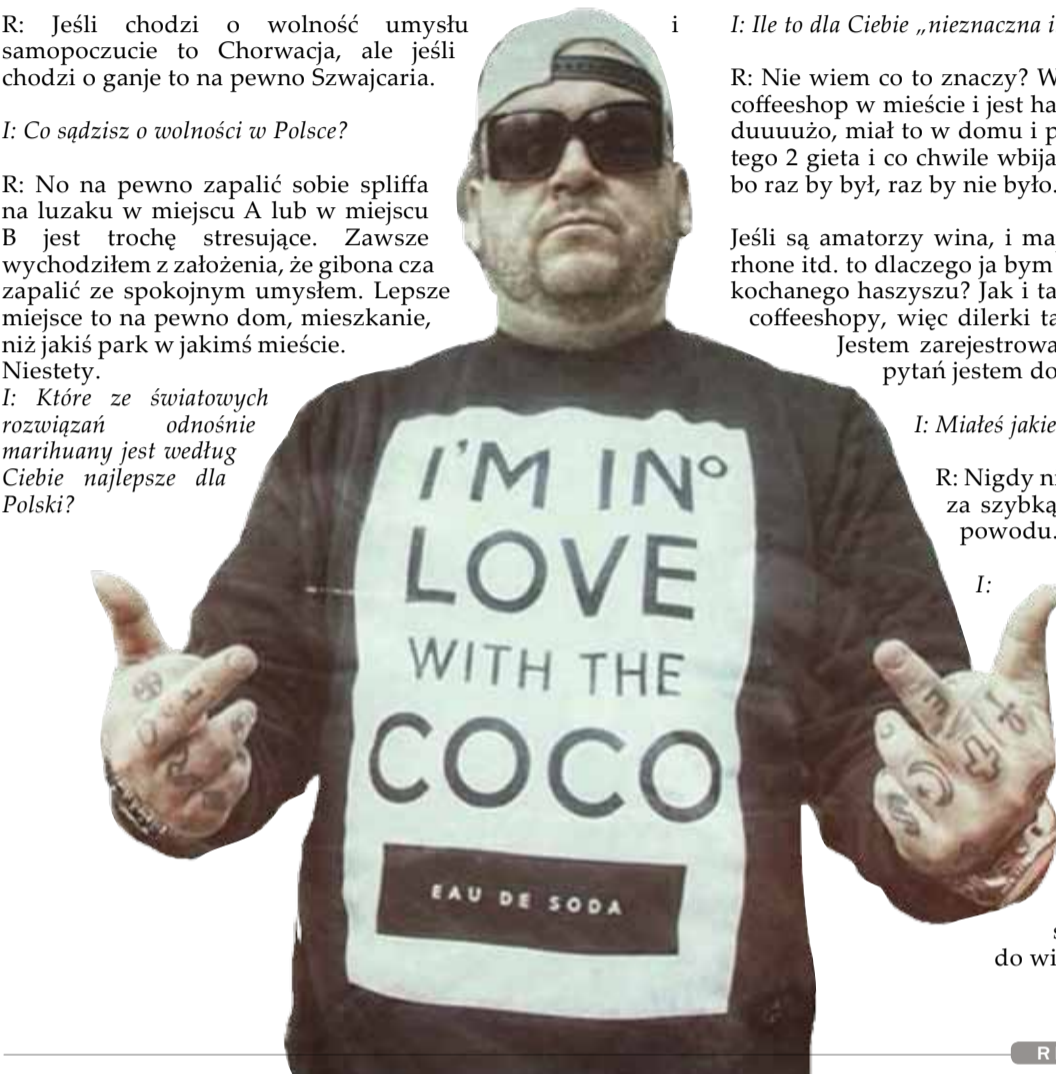 R: Jeśli chodzi o wolność umysłu i
samopoczucie to Chorwacja, ale jeśli
chodzi o ganje to na pewno Szwajcaria.
I: Co sądzisz o wolności w Polsce?
R: No na pewno zapalić sobie spliffa
na luzaku w miejscu A lub w miejscu
B jest trochę stresujące. Zawsze
wychodziłem z założenia, że gibona cza
zapalić ze spokojnym umysłem. Lepsze
miejsce to na pewno dom, mieszkanie,
niż jakiś park w jakimś mieście.
Niestety.
I: Które ze światowych
rozwiązań odnośnie
marihuany jest według
Ciebie najlepsze dla
Polski?
I'M IN
LOVE
WITH THE
COCO
EAU DE SODA
I: Ile to dla Ciebie „nieznaczna i
R: Nie wiem co to znaczy? W
coffeeshop w mieście i jest ha
duuuużo, miał to w domu i p
tego 2 gieta i co chwile wbija
bo raz by był, raz by nie było.
Jeśli są amatorzy wina, i ma
rhone itd. to dlaczego ja bym
kochanego haszyszu? Jak i ta
coffeeshopy, więc dilerki ta
Jestem zarejestrowa
pytań jestem do
I: Miałeś jakie
R: Nigdy ni
za szybką
powodu.
I:
s
do wi
R